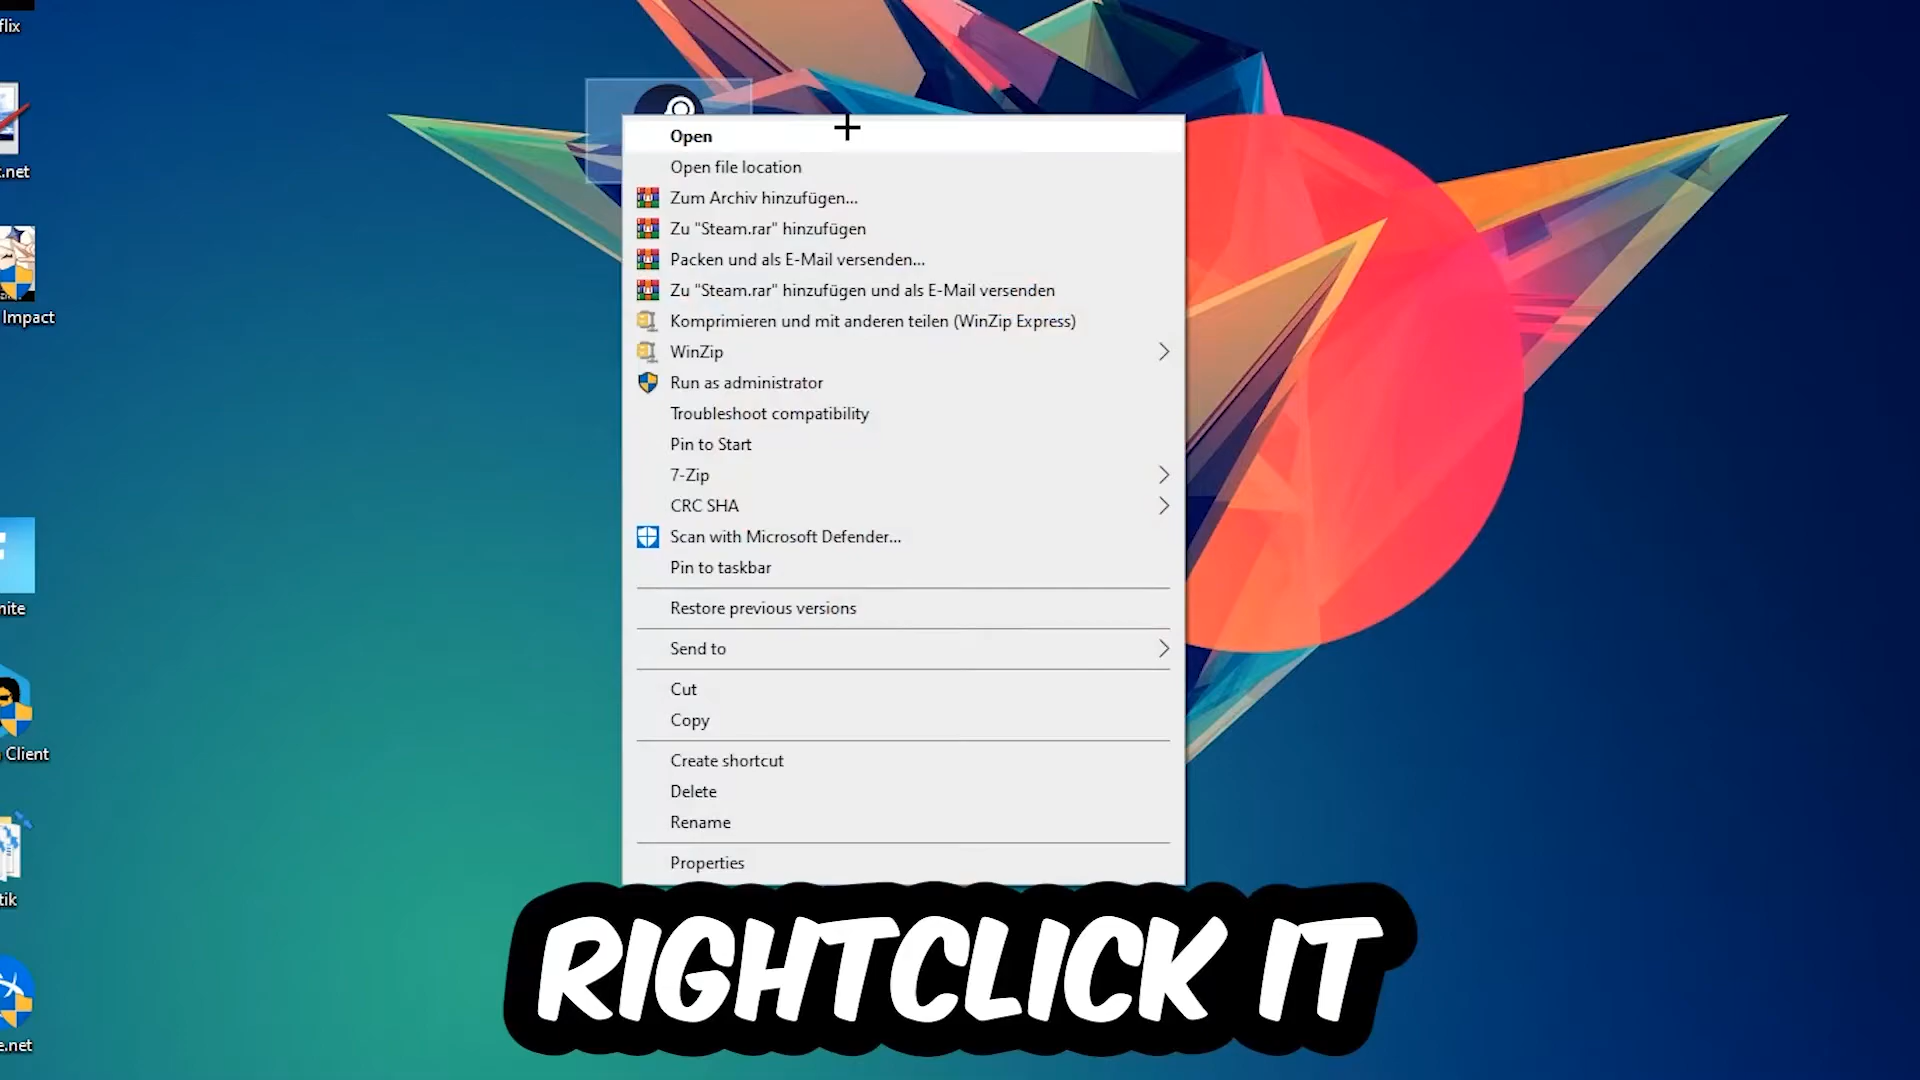 flix
.net
Impact
nite
Client
tik
e.net
Open
Open file location
Zum Archiv hinzufügen...
Zu "Steam.rar" hinzufügen
Packen und als E-Mail versenden...
Zu "Steam.rar" hinzufügen und als E-Mail versenden
Komprimieren und mit anderen teilen (WinZip Express)
WinZip
Run as administrator
Troubleshoot compatibility
Pin to Start
7-Zip
CRC SHA
Scan with Microsoft Defender...
Pin to taskbar
Restore previous versions
Send to
Cut
Copy
Create shortcut
Delete
Rename
Properties
RIGHTCLICK IT